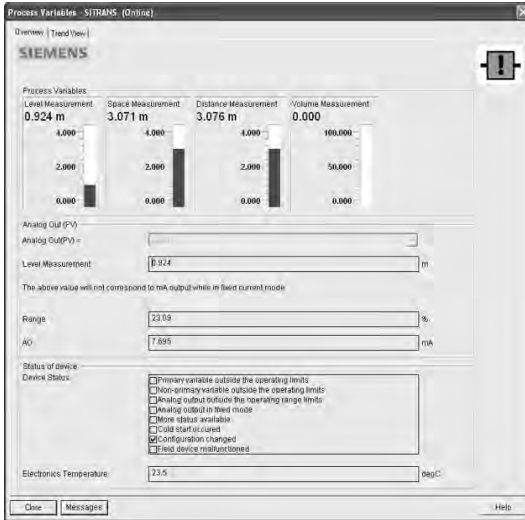 Process Variables - SITRANS (Online)
Overview | Trend View |
SIEMENS
Process Variables
Level Measurement Space Measurement Distance Measurement Volume Measurement
0.924 m 3.071 m 3.076 m 0.000
4.000 4.000 4.000 100.000
2.000 2.000 2.000 50.000
0.000 0.000 0.000 0.000
Analog Out (PV)
Analog Out(PV) =
Level Measurement 0.924 m
The above value will not correspond to mA output while in fixed current mode
Range 23.09 %
AO 7.695 mA
Status of device
Device Status
Primary variable outside the operating limits
Non-primary variable outside the operating limits
Analog output outside the operating range limits
Analog output in fixed mode
More status available
Cold start occured
Configuration changed
Field device malfunctioned
Electronics Temperature 23.5 degC
Close Messages Help